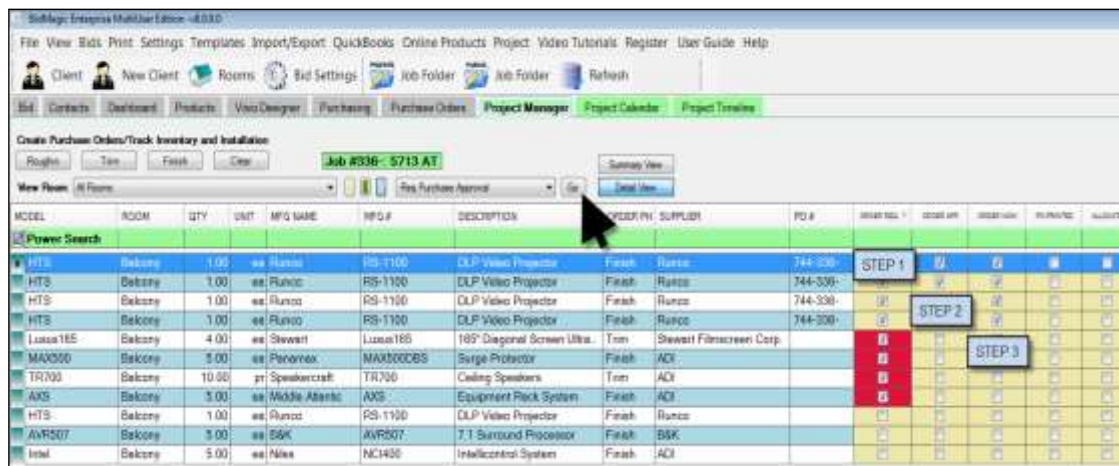 BidMagic Enterprise MultiUser Edition - v8.0.9.0
File View Bids Print Settings Templates Import/Export QuickBooks Online Products Project Video Tutorials Register User Guide Help
Client New Client Rooms Bid Settings Job Folder Job Folder Refresh
Bid Contacts Dashboard Products Visio Designer Purchasing Purchase Orders Project Manager Project Calendar Project Timeline
Create Purchase Orders/Track Inventory and Installation
Roughin Trim Finish Clear Job #336-: 5713 AT Summary View
View Room: All Rooms Req. Purchase Approval Go Detail View
MODEL ROOM QTY UNIT MFG NAME MFG # DESCRIPTION ORDER PH SUPPLIER PO #
Power Search
HTS Balcony 1.00 ea Runco RS-1100 DLP Video Projector Finish Runco 744-336- STEP 1
HTS Balcony 1.00 ea Runco RS-1100 DLP Video Projector Finish Runco 744-336-
HTS Balcony 1.00 ea Runco RS-1100 DLP Video Projector Finish Runco 744-336- STEP 2
HTS Balcony 1.00 ea Runco RS-1100 DLP Video Projector Finish Runco 744-336-
Luxus165 Balcony 4.00 ea Stewart Luxus165 165" Diagonal Screen Ultra.. Trim Stewart Filmscreen Corp. STEP 3
MAX500 Balcony 5.00 ea Panamax MAX500DBS Surge Protector Finish ADI
TR700 Balcony 10.00 pr Speakercraft TR700 Ceiling Speakers Trim ADI
AXS Balcony 5.00 ea Middle Atlantic AXS Equipment Rack System Finish ADI
HTS Balcony 1.00 ea Runco RS-1100 DLP Video Projector Finish Runco
AVR507 Balcony 5.00 ea B&K AVR507 7.1 Surround Processor Finish B&K
Intel Balcony 5.00 ea Niles NCI400 Intellicontrol System Finish ADI